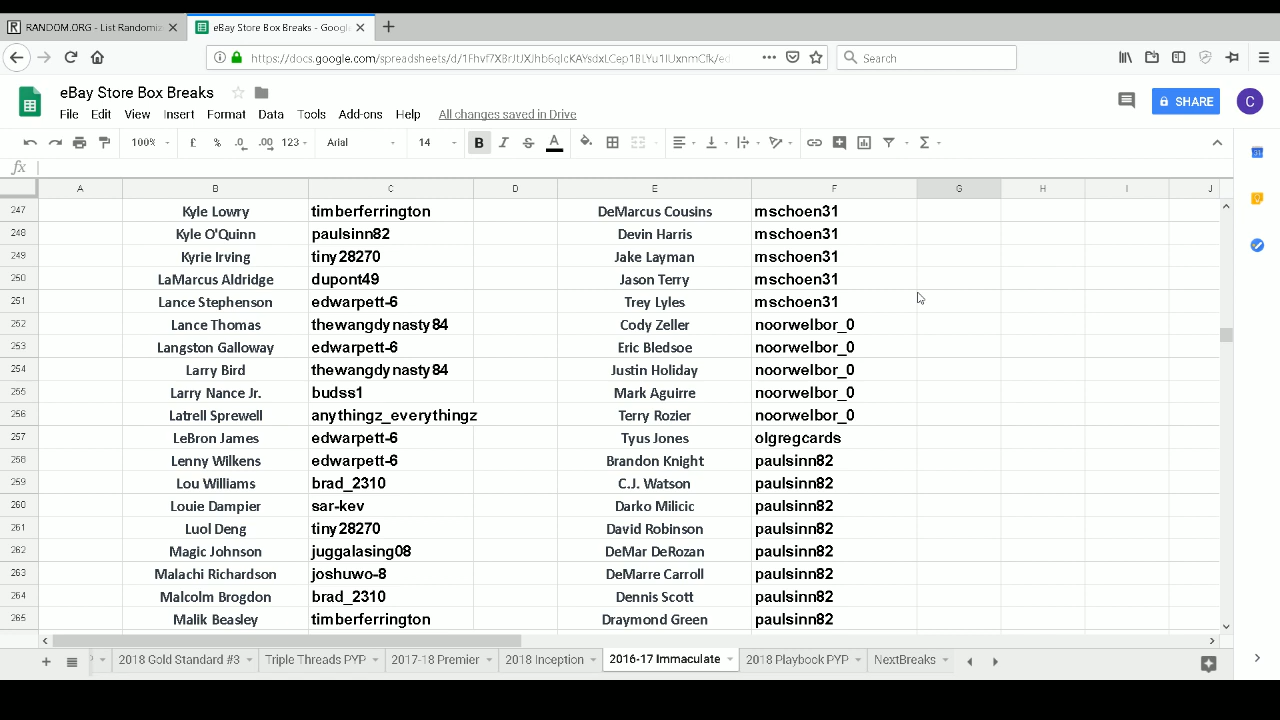 RANDOM.ORG - List Randomiz
eBay Store Box Breaks - Google
Search
eBay Store Box Breaks
File Edit View Insert Format Data Tools Add-ons Help All changes saved in Drive
SHARE C
100% £ % .0 .00 123 Arial 14 B I S A Σ
fx
A B C D E F G H I J
247 Kyle Lowry timberferrington DeMarcus Cousins mschoen31
248 Kyle O'Quinn paulsinn82 Devin Harris mschoen31
249 Kyrie Irving tiny28270 Jake Layman mschoen31
250 LaMarcus Aldridge dupont49 Jason Terry mschoen31
251 Lance Stephenson edwarpett-6 Trey Lyles mschoen31
252 Lance Thomas thewangdynasty84 Cody Zeller noorwelbor_0
253 Langston Galloway edwarpett-6 Eric Bledsoe noorwelbor_0
254 Larry Bird thewangdynasty84 Justin Holiday noorwelbor_0
255 Larry Nance Jr. budss1 Mark Aguirre noorwelbor_0
256 Latrell Sprewell anythingz_everythingz Terry Rozier noorwelbor_0
257 LeBron James edwarpett-6 Tyus Jones olgregcards
258 Lenny Wilkens edwarpett-6 Brandon Knight paulsinn82
259 Lou Williams brad_2310 C.J. Watson paulsinn82
260 Louie Dampier sar-kev Darko Milicic paulsinn82
261 Luol Deng tiny28270 David Robinson paulsinn82
262 Magic Johnson juggalasing08 DeMar DeRozan paulsinn82
263 Malachi Richardson joshuwo-8 DeMarre Carroll paulsinn82
264 Malcolm Brogdon brad_2310 Dennis Scott paulsinn82
265 Malik Beasley timberferrington Draymond Green paulsinn82
2018 Gold Standard #3 Triple Threads PYP 2017-18 Premier 2018 Inception 2016-17 Immaculate 2018 Playbook PYP NextBreaks